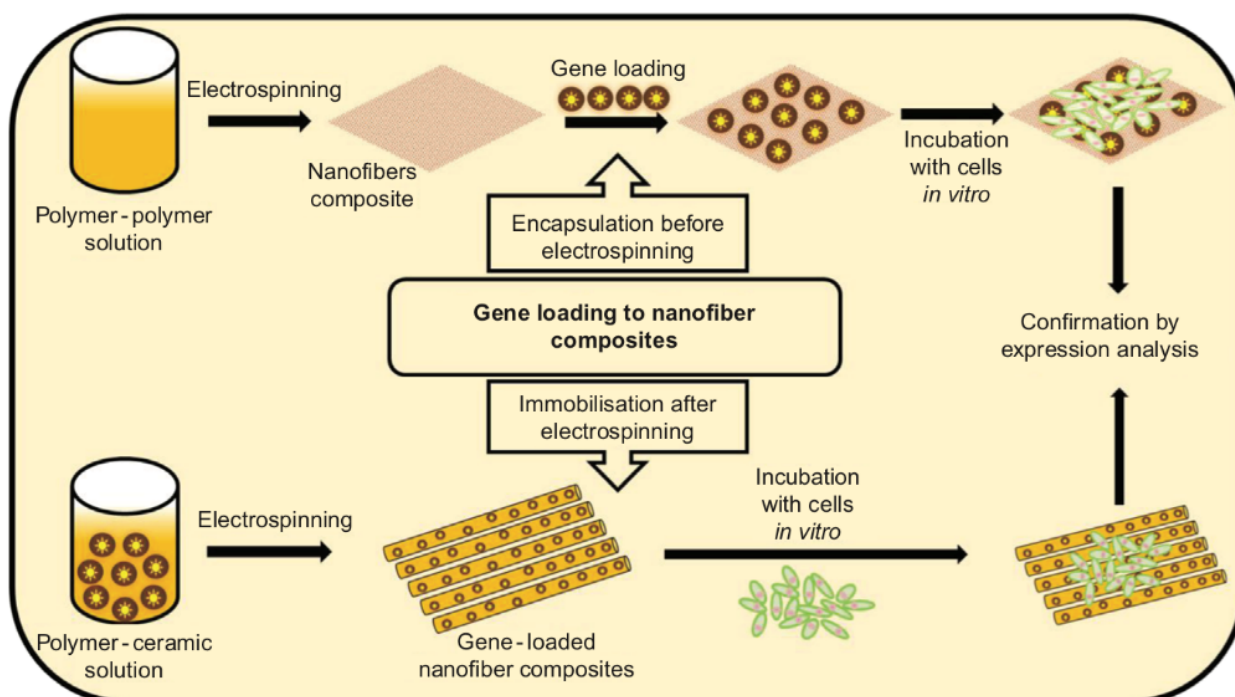 Electrospinning
Gene loading
Nanofibers
composite
Incubation
with cells
in vitro
Polymer-polymer
solution
Encapsulation before
electrospinning
Gene loading to nanofiber
composites
Confirmation by
expression analysis
Immobilisation after
electrospinning
Electrospinning
Incubation
with cells
in vitro
Polymer-ceramic
solution
Gene-loaded
nanofiber composites